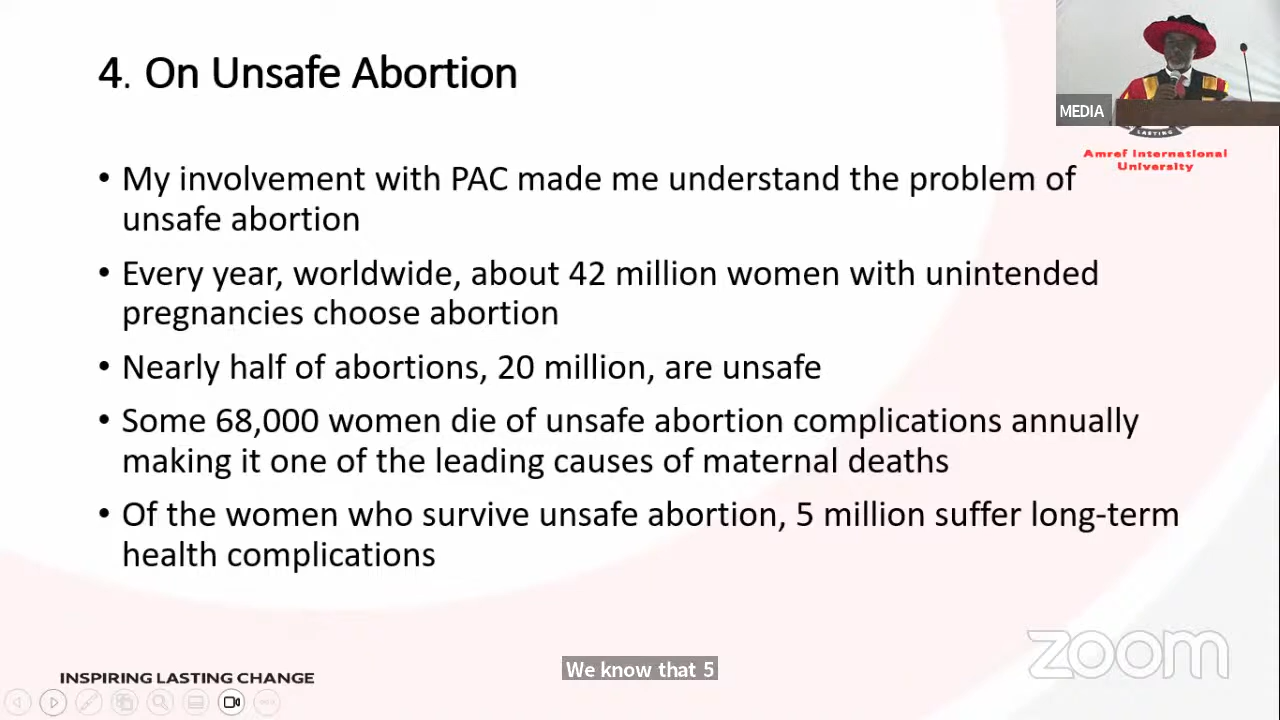 4. On Unsafe Abortion
MEDIA
LASTING
Amref International
University
• My involvement with PAC made me understand the problem of
unsafe abortion
• Every year, worldwide, about 42 million women with unintended
pregnancies choose abortion
• Nearly half of abortions, 20 million, are unsafe
• Some 68,000 women die of unsafe abortion complications annually
making it one of the leading causes of maternal deaths
• Of the women who survive unsafe abortion, 5 million suffer long-term
health complications
zoom
We know that 5
INSPIRING LASTING CHANGE